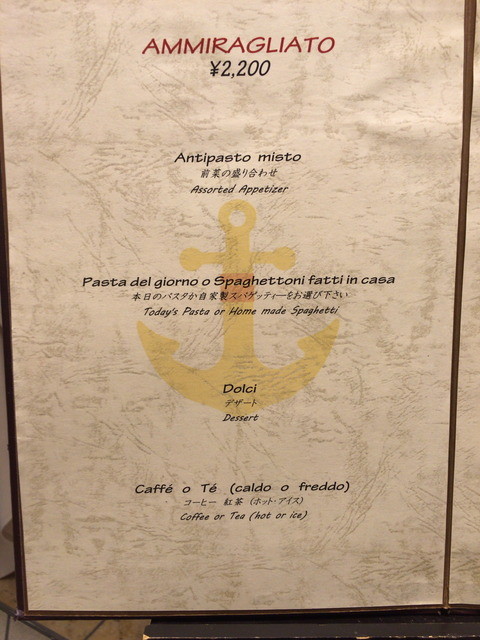 AMMIRAGLIATO
¥2,200
Antipasto misto
前菜の盛り合わせ
Assorted Appetizer
Pasta del giorno o Spaghettoni fatti in casa
本日のパスタか自家製スパゲッティーをお選び下さい
Today's Pasta or Home made Spaghetti
Dolci
デザート
Dessert
Caffé o Té (caldo o freddo)
コーヒー 紅茶 (ホット・アイス)
Coffee or Tea (hot or ice)